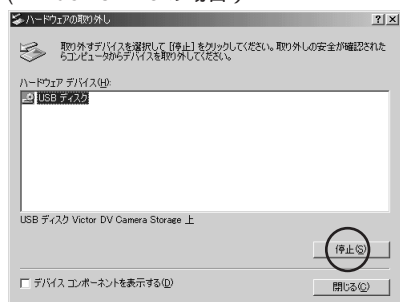 ハードウェアの取り外し
取り外すデバイスを選択して [停止] をクリックしてください。取り外しの安全が確認された
らコンピュータからデバイスを取り外してください。
ハードウェア デバイス(H):
USB ディスク
USB ディスク Victor DV Camera Storage 上
停止(S)
デバイス コンポーネントを表示する(D)
閉じる(C)